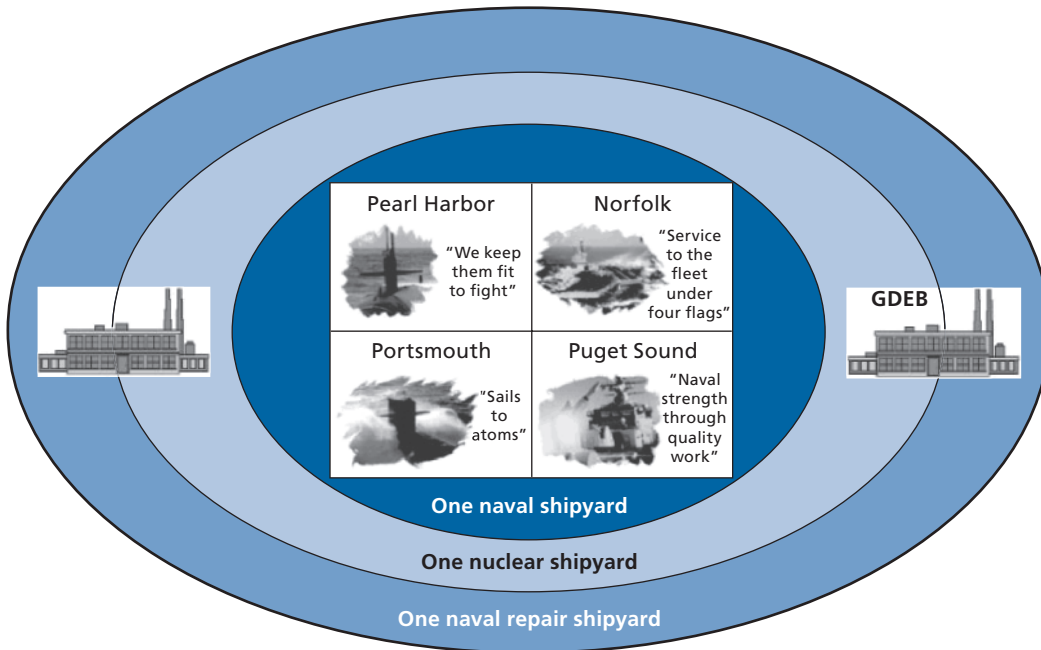 Pearl Harbor
“We keep
them fit
to fight”
Norfolk
“Service
to the
fleet
under
four flags”
GDEB
Portsmouth
"Sails
to
atoms”
Puget Sound
“Naval
strength
through
quality
work”
One naval shipyard
One nuclear shipyard
One naval repair shipyard